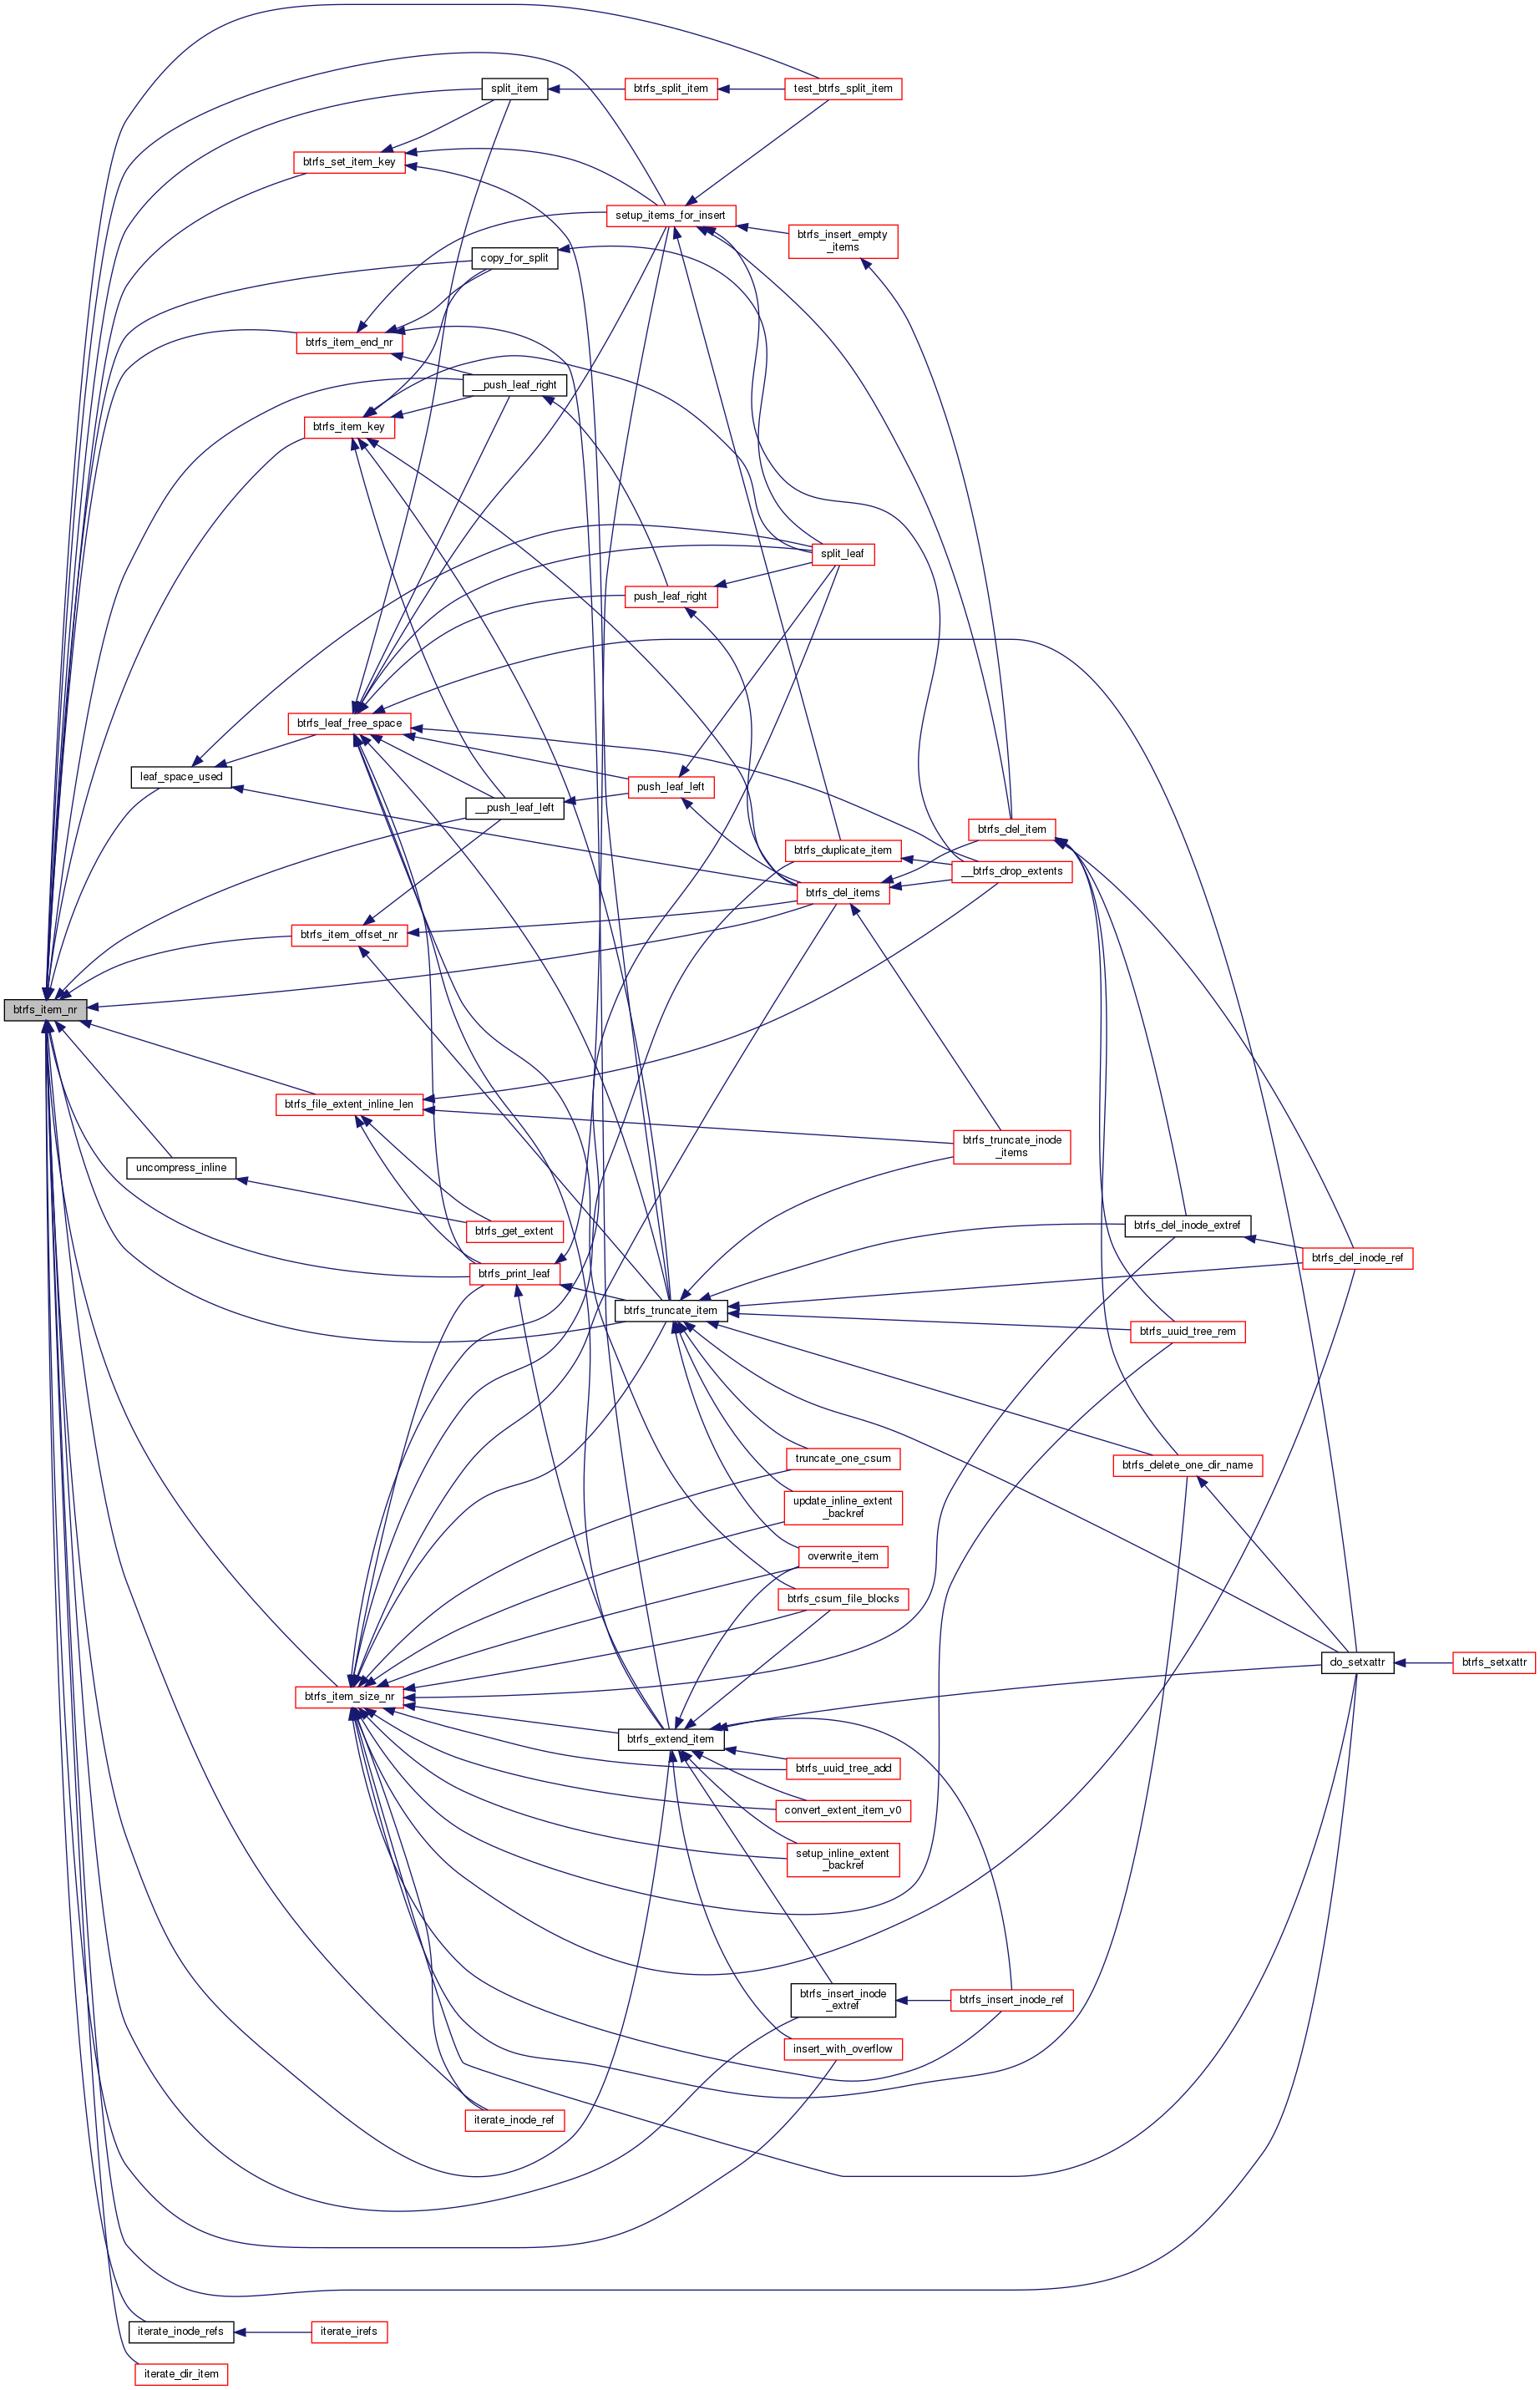 split_item
btrfs_split_item
test_btrfs_split_item
btrfs_set_item_key
setup_items_for_insert
btrfs_insert_empty
_items
copy_for_split
btrfs_item_end_nr
__push_leaf_right
btrfs_item_key
split_leaf
push_leaf_right
btrfs_leaf_free_space
leaf_space_used
push_leaf_left
__push_leaf_left
btrfs_del_item
btrfs_duplicate_item
__btrfs_drop_extents
btrfs_del_items
btrfs_item_offset_nr
btrfs_item_nr
btrfs_file_extent_inline_len
btrfs_truncate_inode
_items
uncompress_inline
btrfs_get_extent
btrfs_del_inode_extref
btrfs_del_inode_ref
btrfs_print_leaf
btrfs_truncate_item
btrfs_uuid_tree_rem
truncate_one_csum
btrfs_delete_one_dir_name
update_inline_extent
_backref
overwrite_item
btrfs_csum_file_blocks
do_setxattr
btrfs_setxattr
btrfs_item_size_nr
btrfs_extend_item
btrfs_uuid_tree_add
convert_extent_item_v0
setup_inline_extent
_backref
btrfs_insert_inode
_extref
btrfs_insert_inode_ref
insert_with_overflow
iterate_inode_ref
iterate_inode_refs
iterate_irefs
iterate_dir_item